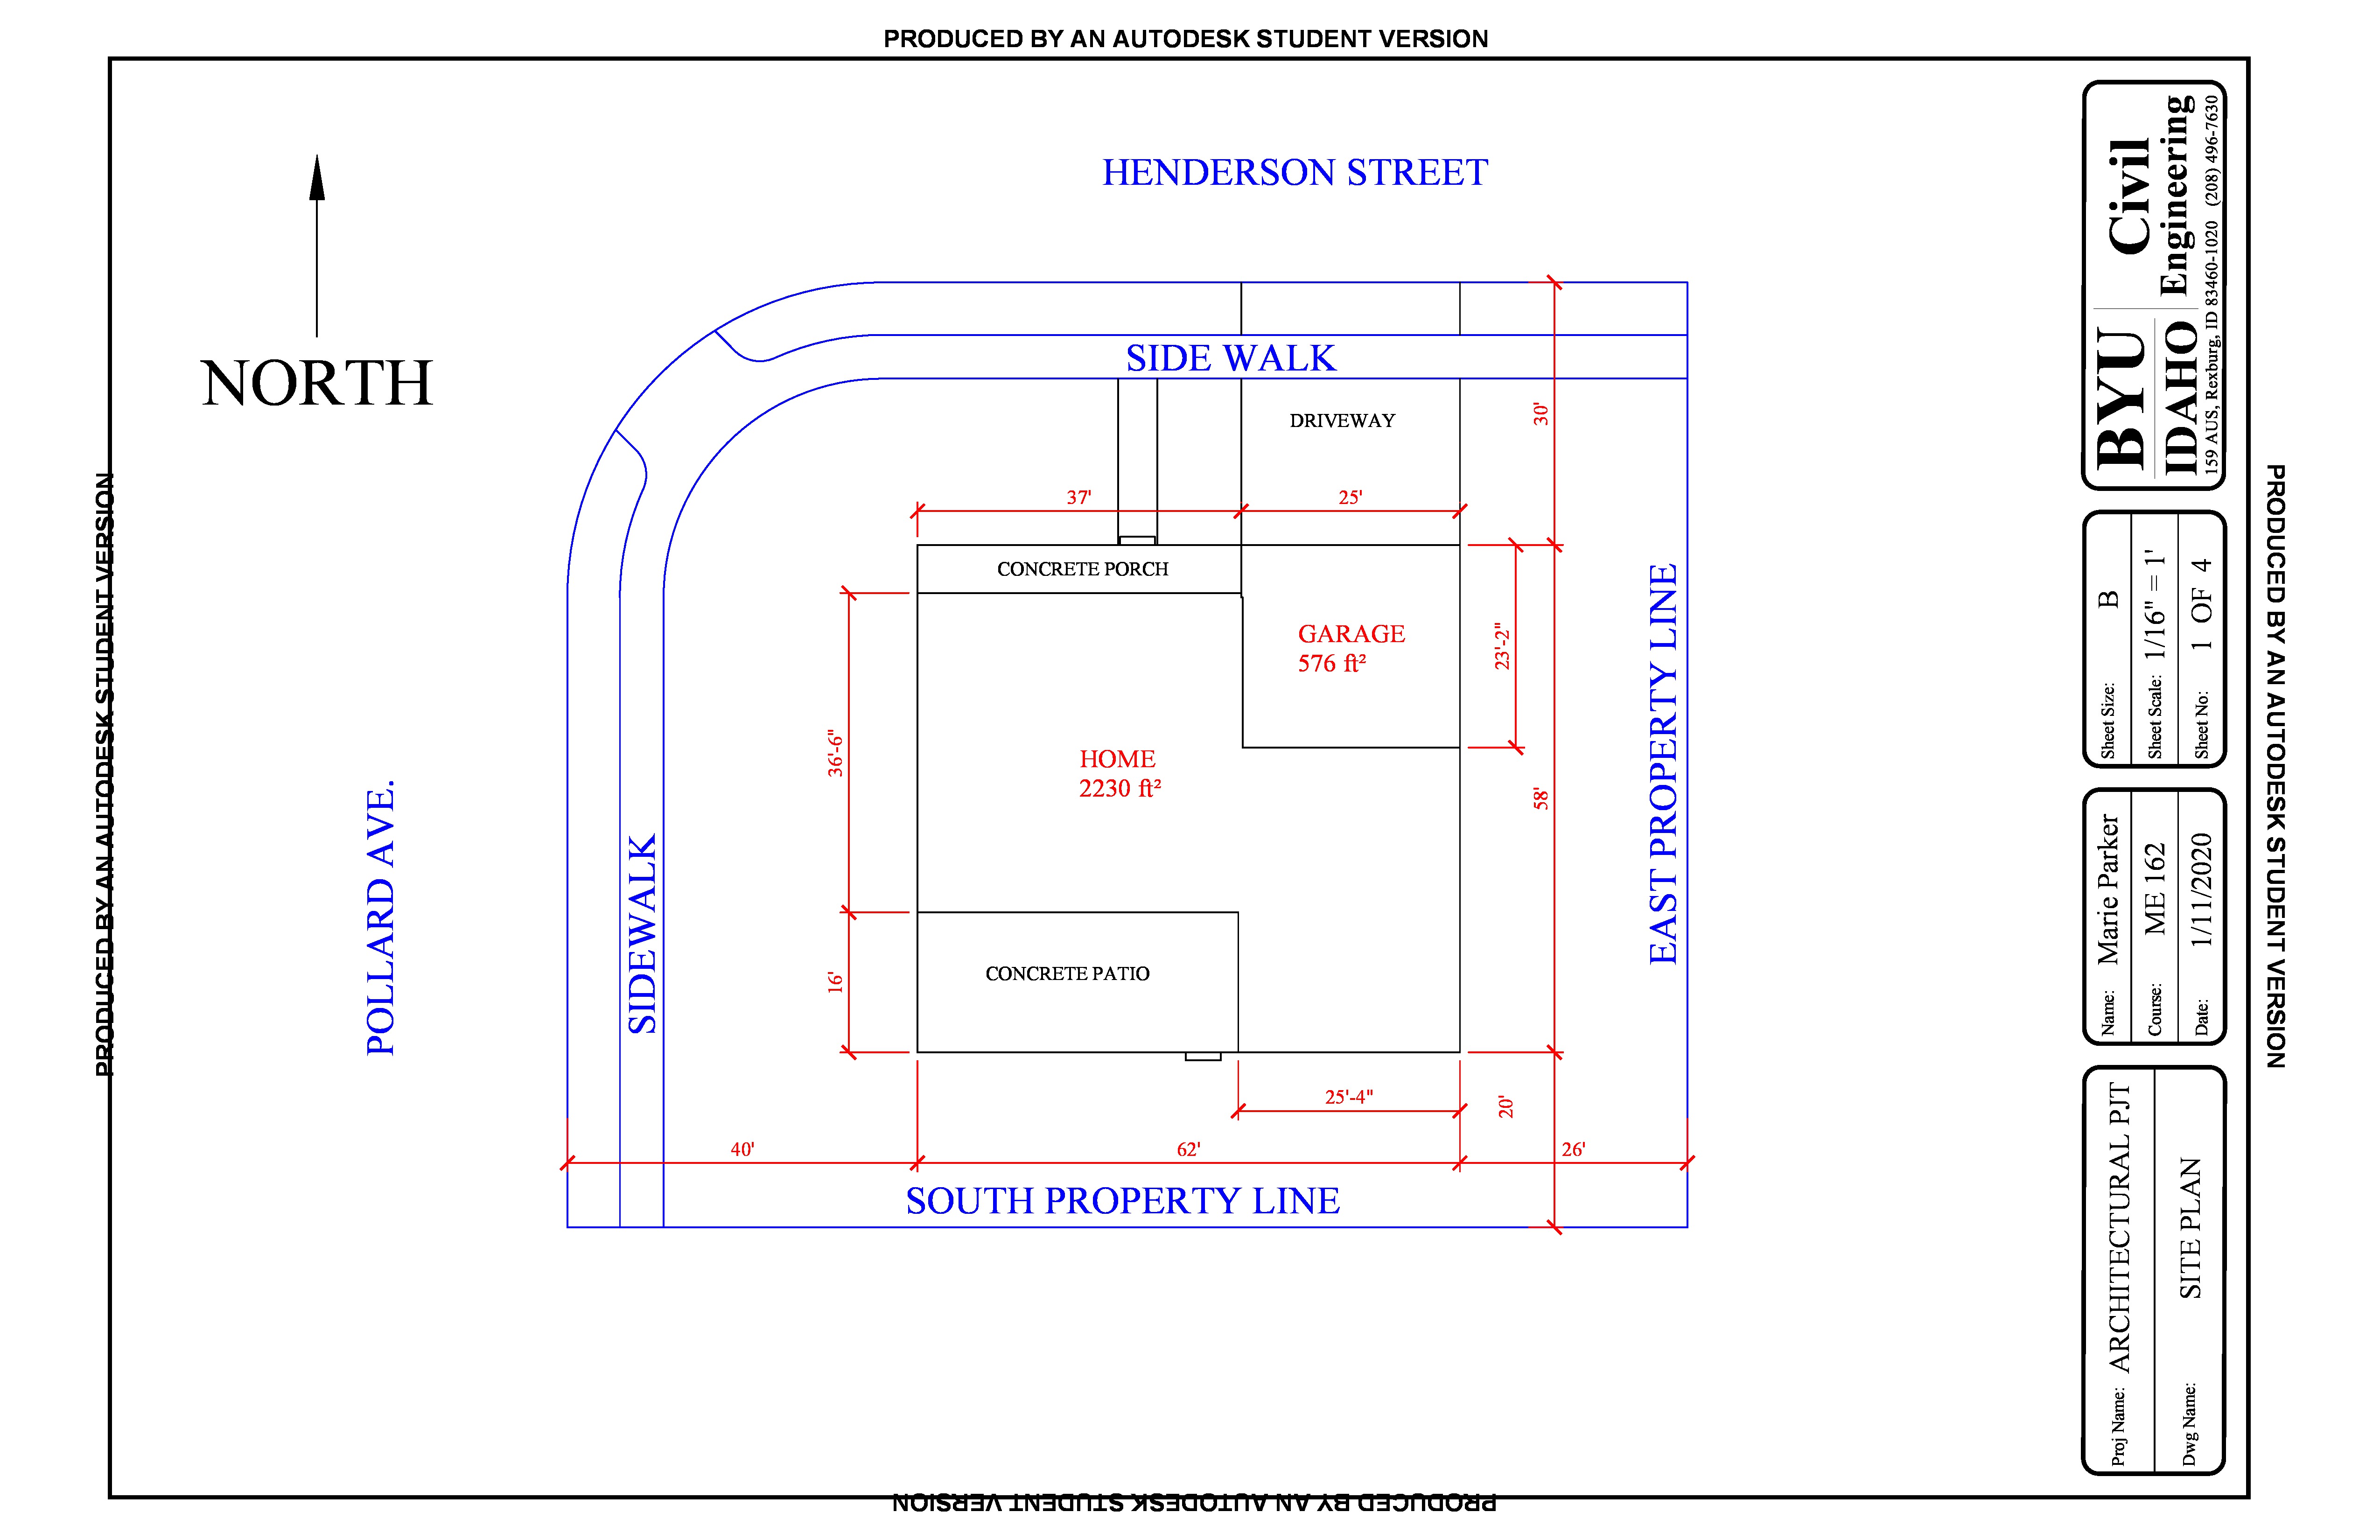 PRODUCED BY AN AUTODESK STUDENT VERSION
PRODUCED BY AN AUTODESK STUDENT VERSION
NORTH
POLLARD AVE.
HENDERSON STREET
SIDE WALK
DRIVEWAY
30'
37'
25'
CONCRETE PORCH
GARAGE
576 ft²
23'-2"
36'-6"
HOME
2230 ft²
58'
EAST PROPERTY LINE
SIDEWALK
16'
CONCRETE PATIO
25'-4"
20'
40'
62'
26'
SOUTH PROPERTY LINE
BYU
IDAHO
Civil
Engineering
159 AUS, Rexburg, ID 83460-1020 (208) 496-7630
Sheet Size: B
Sheet Scale: 1/16" = 1'
Sheet No: 1 OF 4
Name: Marie Parker
Course: ME 162
Date: 1/11/2020
Proj Name: ARCHITECTURAL PJT
Dwg Name: SITE PLAN
PRODUCED BY AN AUTODESK STUDENT VERSION
PRODUCED BY AN AUTODESK STUDENT VERSION